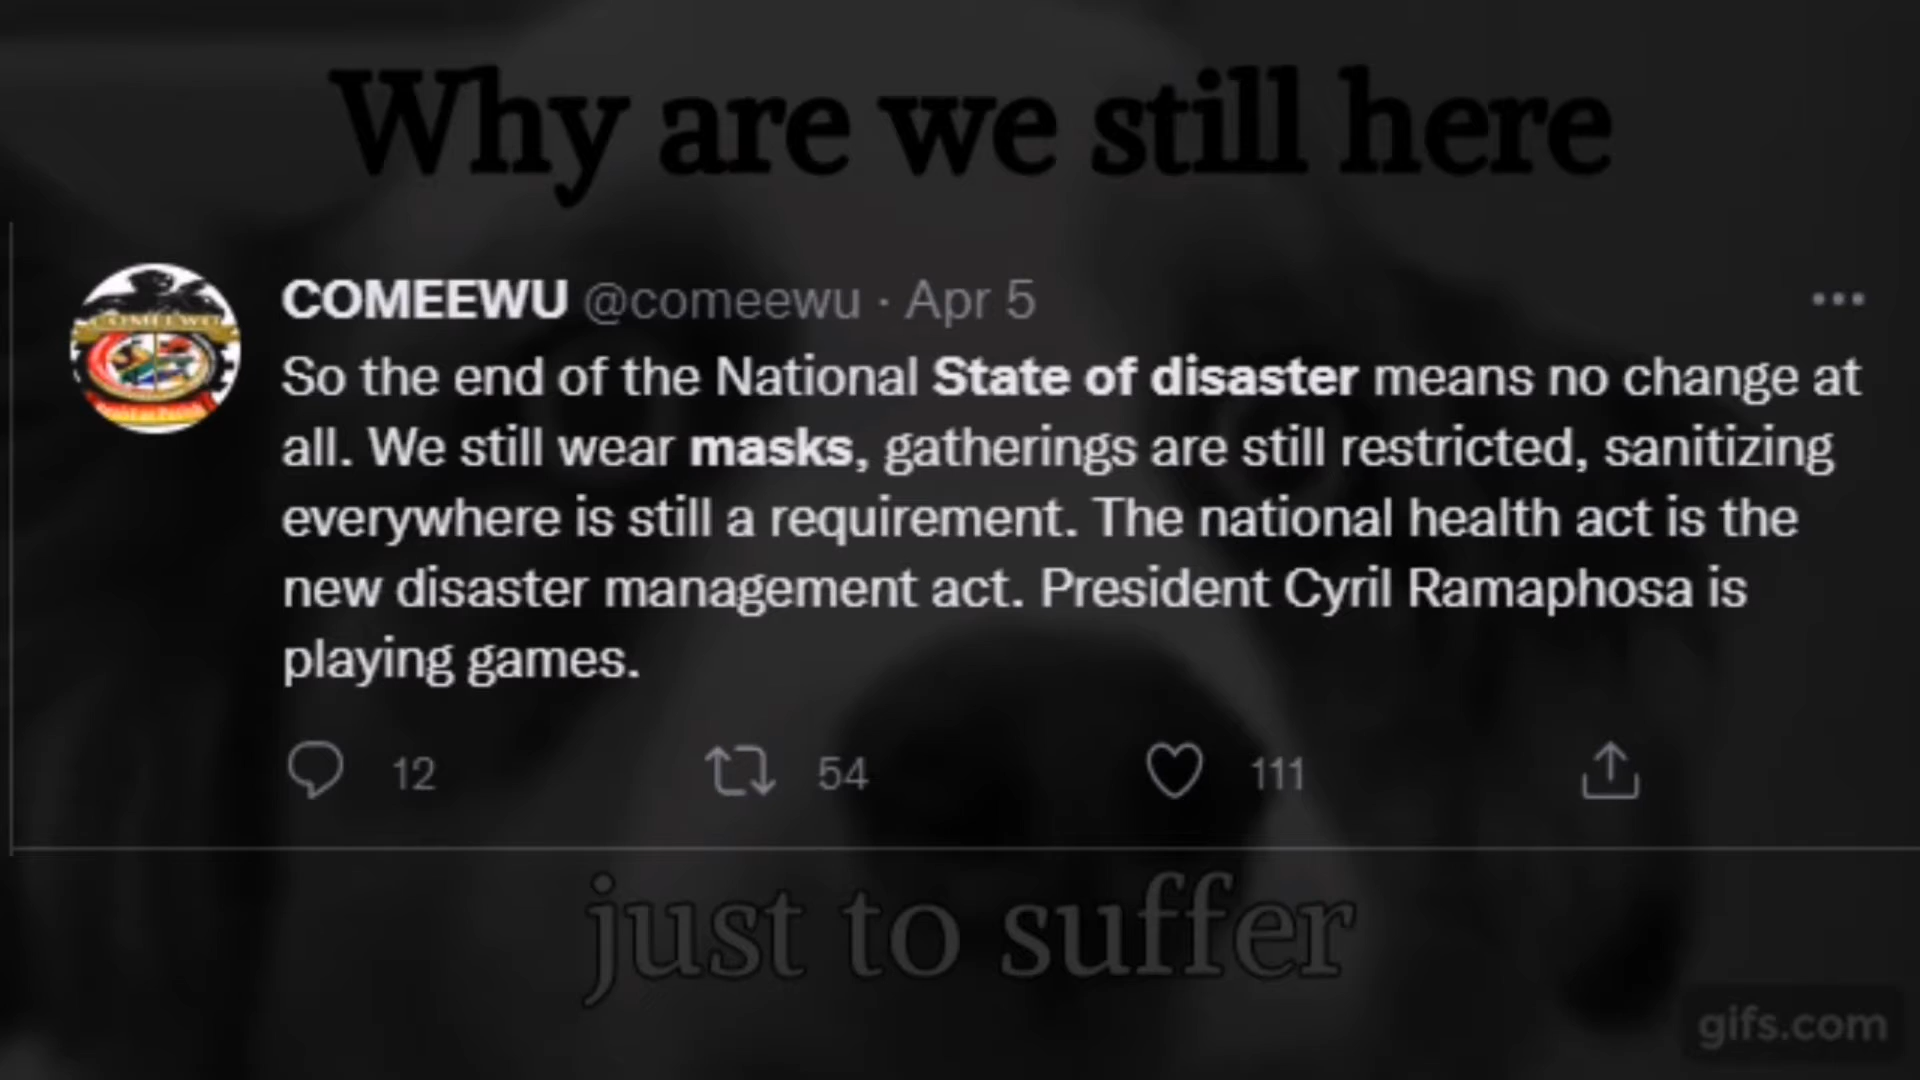 Why are we still here
COMEEWU @comeewu · Apr 5
So the end of the National State of disaster means no change at
all. We still wear masks, gatherings are still restricted, sanitizing
everywhere is still a requirement. The national health act is the
new disaster management act. President Cyril Ramaphosa is
playing games.
12 54 111
just to suffer
gifs.com